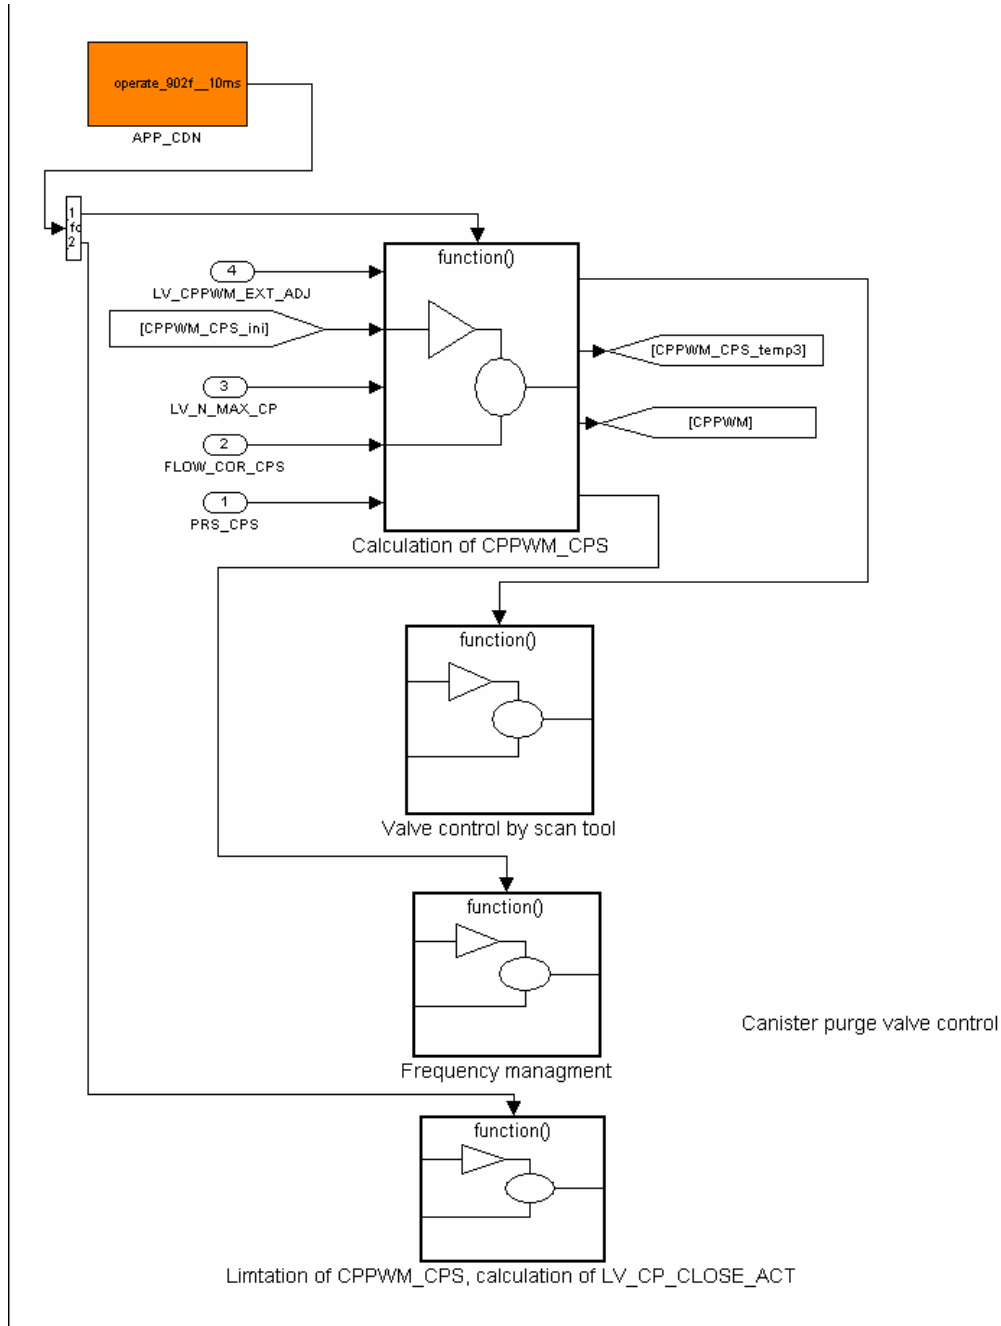 operate_902f__10ms
APP_CDN
1
fc
2
function()
4
LV_CPPWM_EXT_ADJ
[CPPWM_CPS_ini]
[CPPWM_CPS_temp3]
3
LV_N_MAX_CP
[CPPWM]
2
FLOW_COR_CPS
1
PRS_CPS
Calculation of CPPWM_CPS
function()
Valve control by scan tool
function()
Canister purge valve control
Frequency managment
function()
Limtation of CPPWM_CPS, calculation of LV_CP_CLOSE_ACT